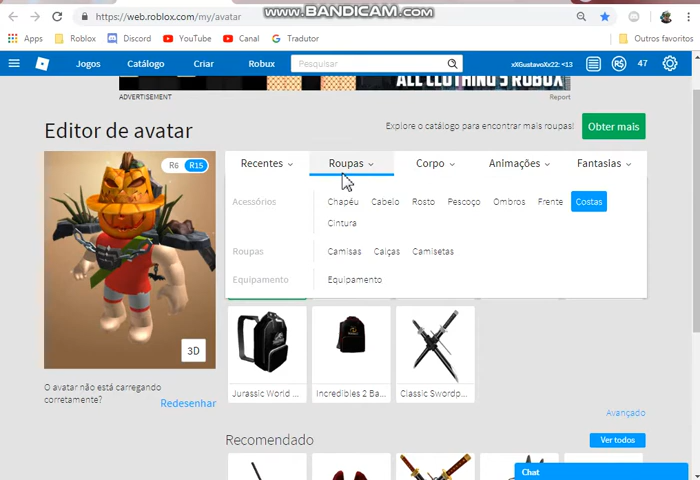 WWW.BANDICAM.COM
https://web.roblox.com/my/avatar
Apps Roblox Discord YouTube Canal Tradutor Outros favoritos
Jogos Catálogo Criar Robux Pesquisar xXGustavoXx22: <13 R$ 47
ALL CLOTHING 5 ROBUX
ADVERTISEMENT Report
Editor de avatar
Explore o catálogo para encontrar mais roupas! Obter mais
R6 R15
Recentes Roupas Corpo Animações Fantasias
Acessórios Chapéu Cabelo Rosto Pescoço Ombros Frente Costas
Cintura
Roupas Camisas Calças Camisetas
Equipamento Equipamento
3D
Jurassic World ... Incredibles 2 Ba... Classic Swordp...
O avatar não está carregando
corretamente?
Redesenhar
Avançado
Recomendado Ver todos
Chat